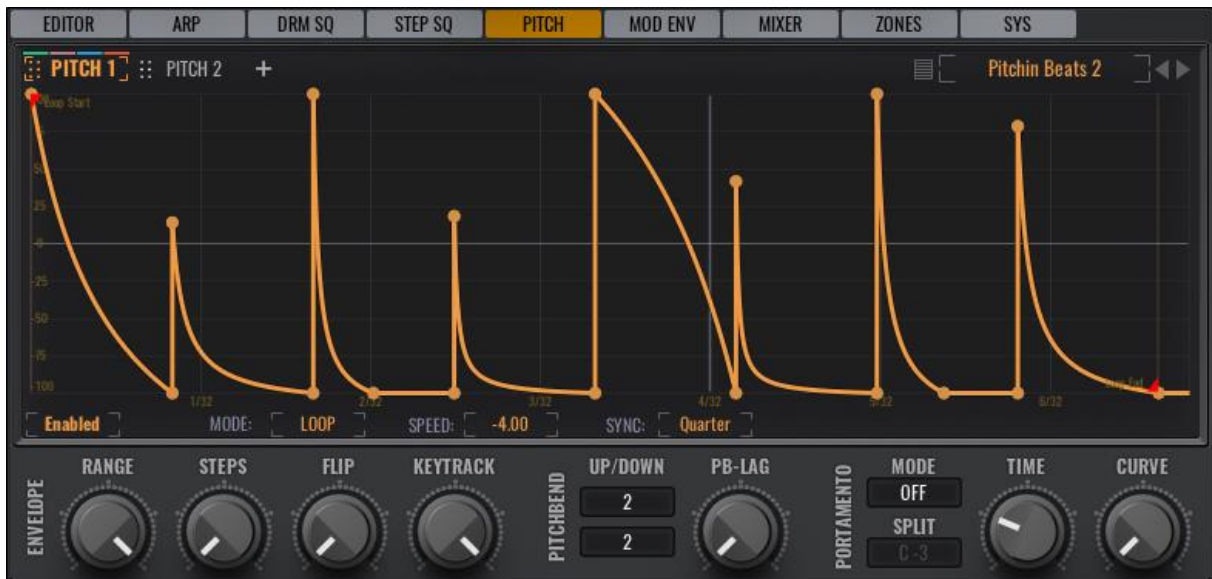 EDITOR ARP DRM SQ STEP SQ PITCH MOD ENV MIXER ZONES SYS
PITCH 1 PITCH 2 + Pitchin Beats 2
Loop Start
50
25
0
-25
-50
-75
-100
1/32 2/32 3/32 4/32 5/32 6/32
Enabled MODE: LOOP SPEED: -4.00 SYNC: Quarter
RANGE STEPS FLIP KEYTRACK UP/DOWN PB-LAG MODE TIME CURVE
ENVELOPE PITCHBEND PORTAMENTO
2 OFF
SPLIT
2 C -3